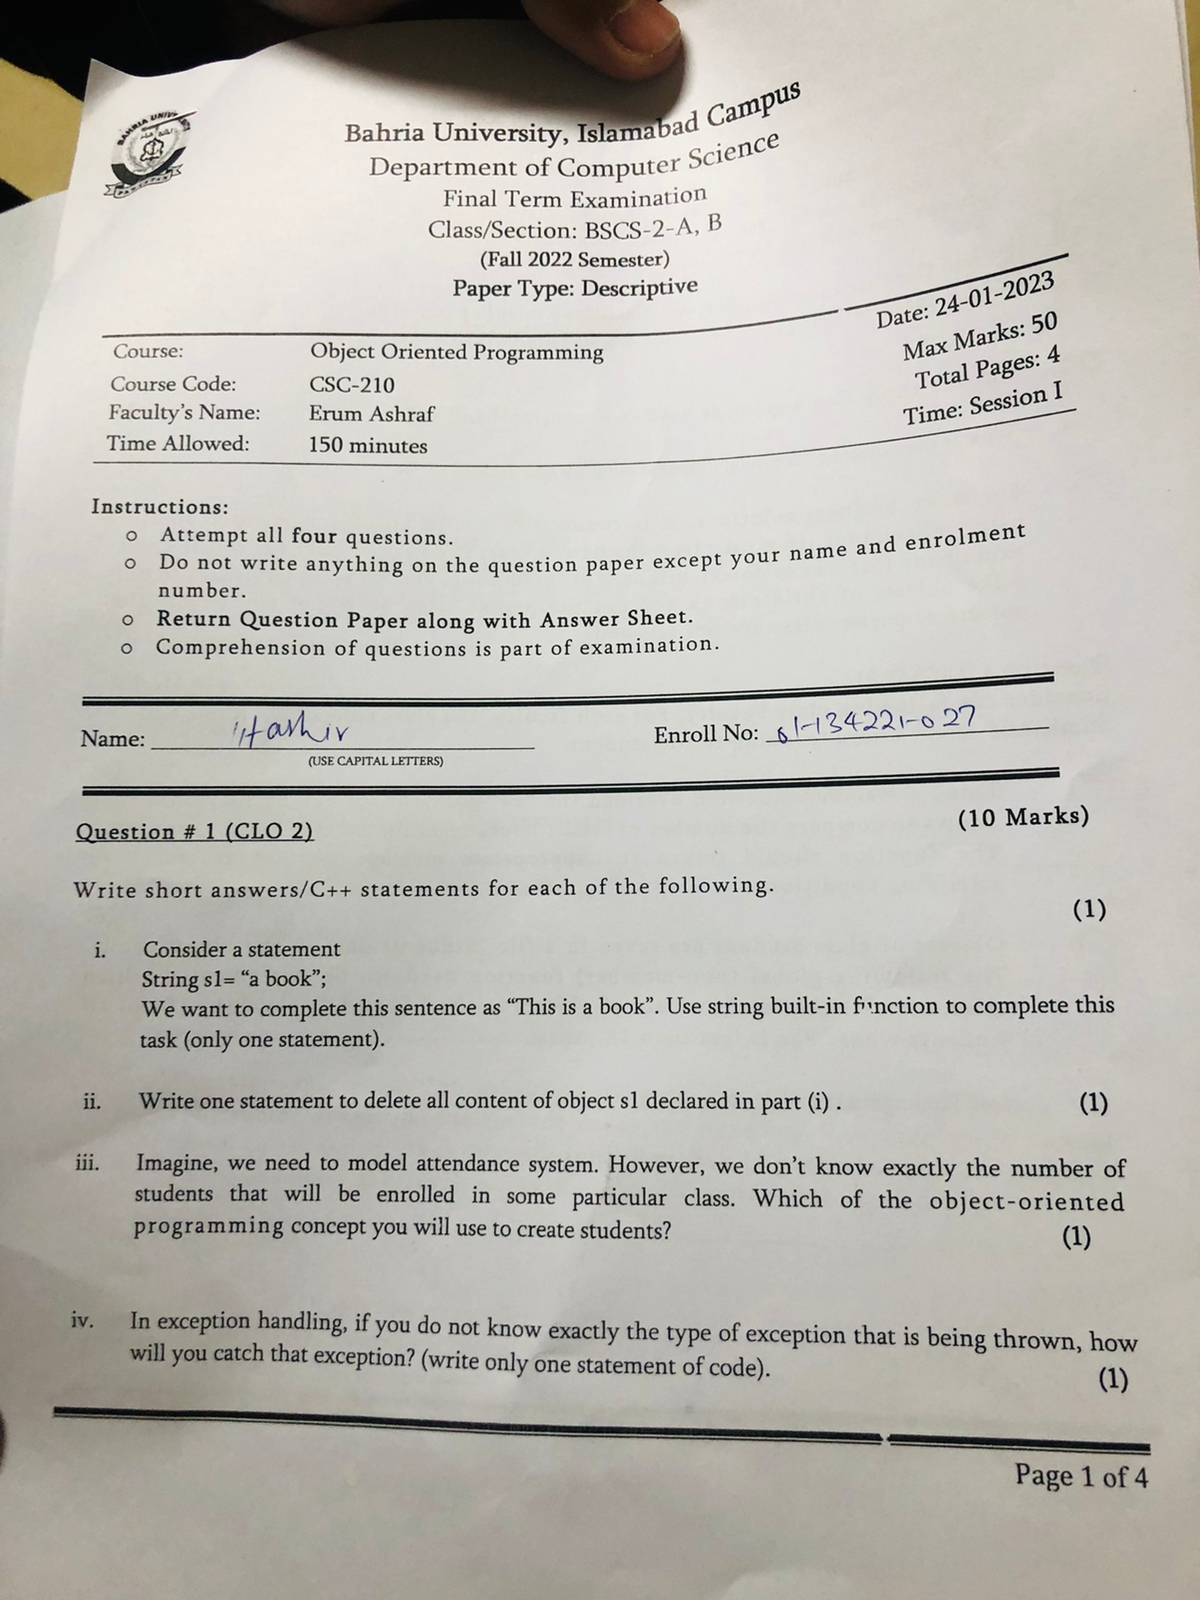 BAHRIA UNIV
PAKISTAN
Bahria University, Islamabad Campus
Department of Computer Science
Final Term Examination
Class/Section: BSCS-2-A, B
(Fall 2022 Semester)
Paper Type: Descriptive
Date: 24-01-2023
Max Marks: 50
Total Pages: 4
Time: Session I
Course: Object Oriented Programming
Course Code: CSC-210
Faculty's Name: Erum Ashraf
Time Allowed: 150 minutes
Instructions:
o Attempt all four questions.
o Do not write anything on the question paper except your name and enrolment
number.
o Return Question Paper along with Answer Sheet.
o Comprehension of questions is part of examination.
Name: Hashir Enroll No: 01-134221-027
(USE CAPITAL LETTERS)
Question # 1 (CLO 2) (10 Marks)
Write short answers/C++ statements for each of the following.
(1)
i. Consider a statement
String s1= “a book”;
We want to complete this sentence as “This is a book”. Use string built-in function to complete this
task (only one statement).
ii. Write one statement to delete all content of object s1 declared in part (i) . (1)
iii. Imagine, we need to model attendance system. However, we don't know exactly the number of
students that will be enrolled in some particular class. Which of the object-oriented
programming concept you will use to create students? (1)
iv. In exception handling, if you do not know exactly the type of exception that is being thrown, how
will you catch that exception? (write only one statement of code). (1)
Page 1 of 4